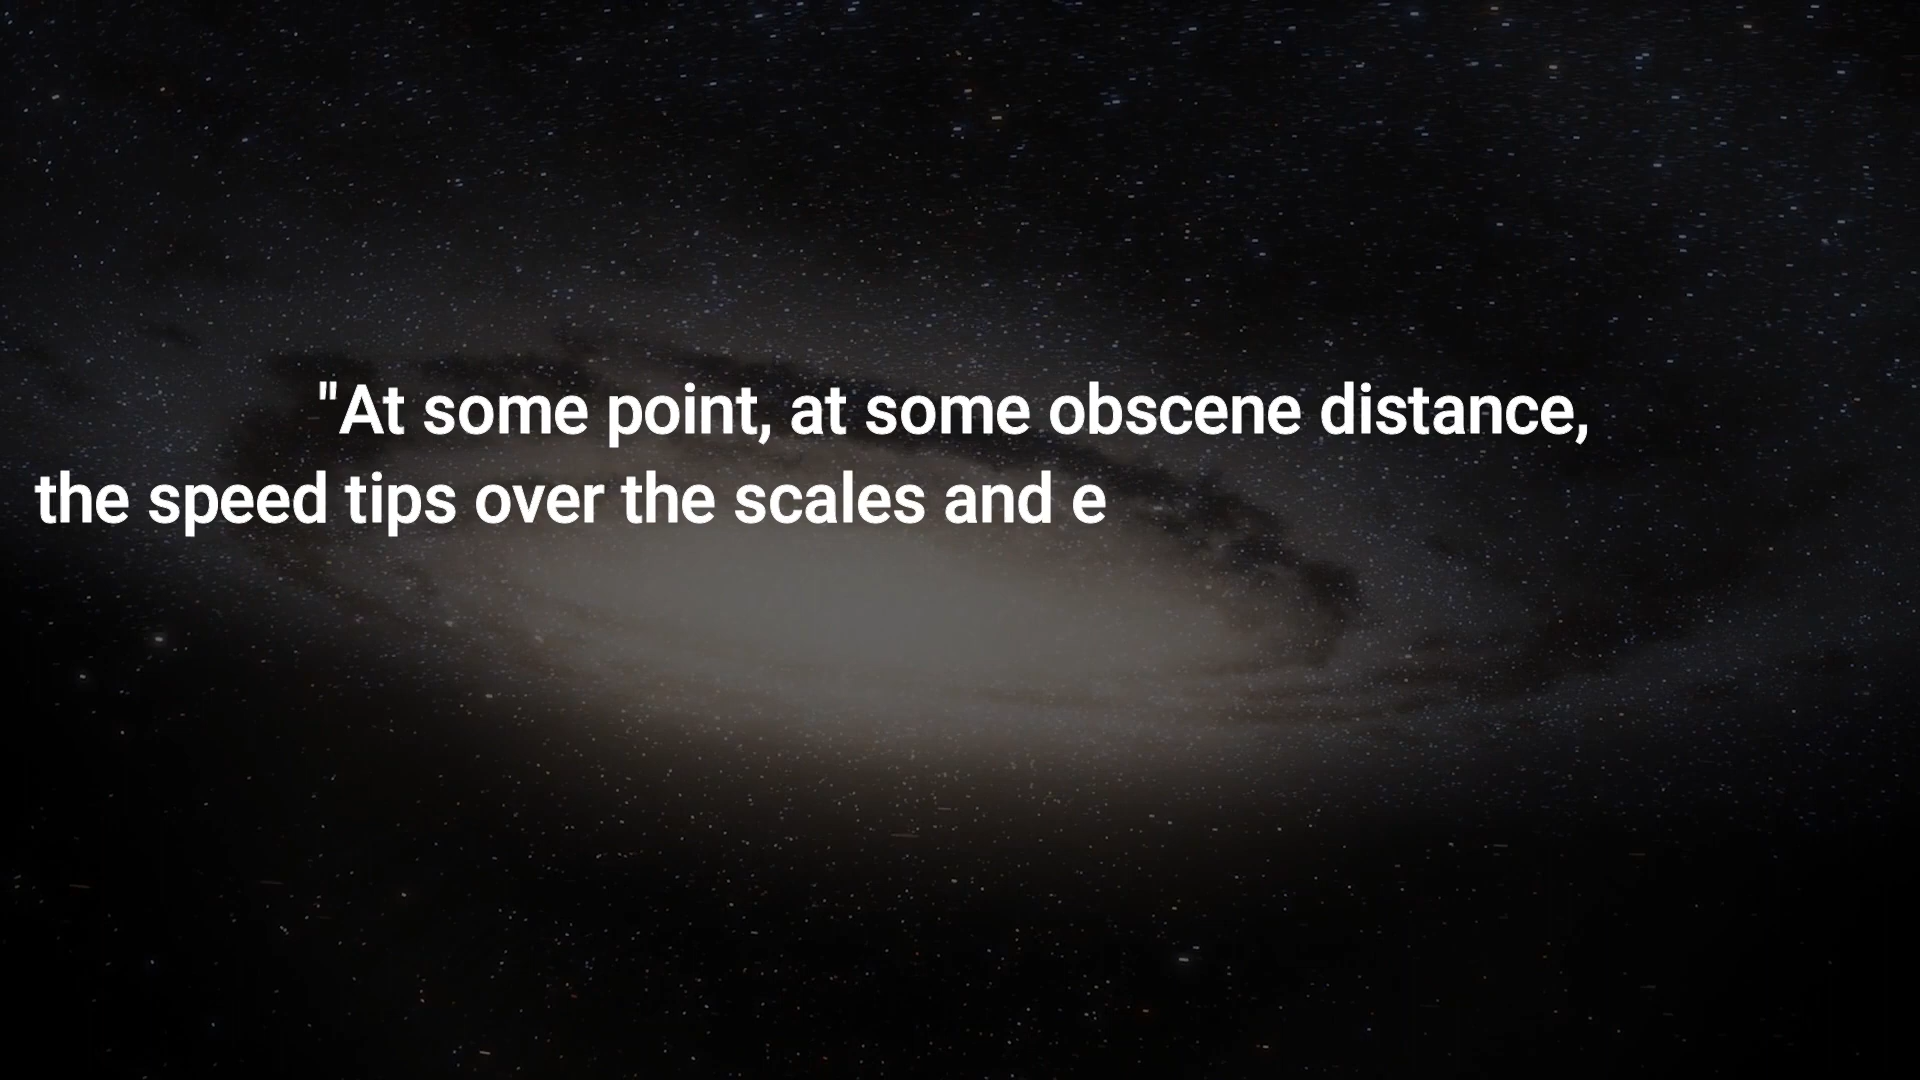 "At some point, at some obscene distance,
the speed tips over the scales and e